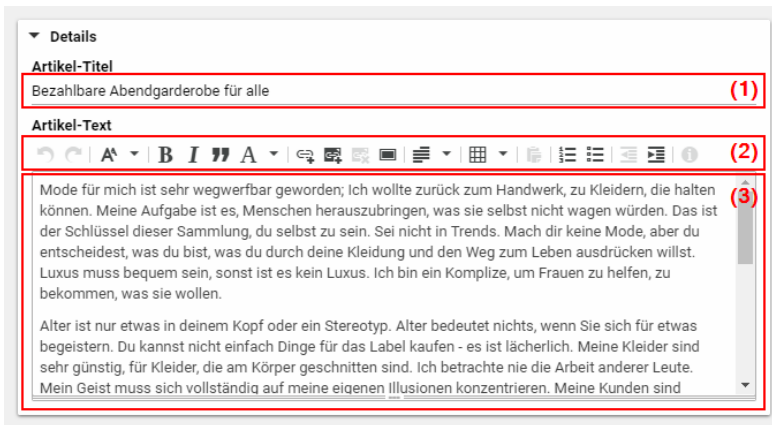 Details
Artikel-Titel
Bezahlbare Abendgarderobe für alle (1)
Artikel-Text
B I A (2)
Mode für mich ist sehr wegwerfbar geworden; Ich wollte zurück zum Handwerk, zu Kleidern, die halten (3)
können. Meine Aufgabe ist es, Menschen herauszubringen, was sie selbst nicht wagen würden. Das ist
der Schlüssel dieser Sammlung, du selbst zu sein. Sei nicht in Trends. Mach dir keine Mode, aber du
entscheidest, was du bist, was du durch deine Kleidung und den Weg zum Leben ausdrücken willst.
Luxus muss bequem sein, sonst ist es kein Luxus. Ich bin ein Komplize, um Frauen zu helfen, zu
bekommen, was sie wollen.
Alter ist nur etwas in deinem Kopf oder ein Stereotyp. Alter bedeutet nichts, wenn Sie sich für etwas
begeistern. Du kannst nicht einfach Dinge für das Label kaufen - es ist lächerlich. Meine Kleider sind
sehr günstig, für Kleider, die am Körper geschnitten sind. Ich betrachte nie die Arbeit anderer Leute.
Mein Geist muss sich vollständig auf meine eigenen Illusionen konzentrieren. Meine Kunden sind